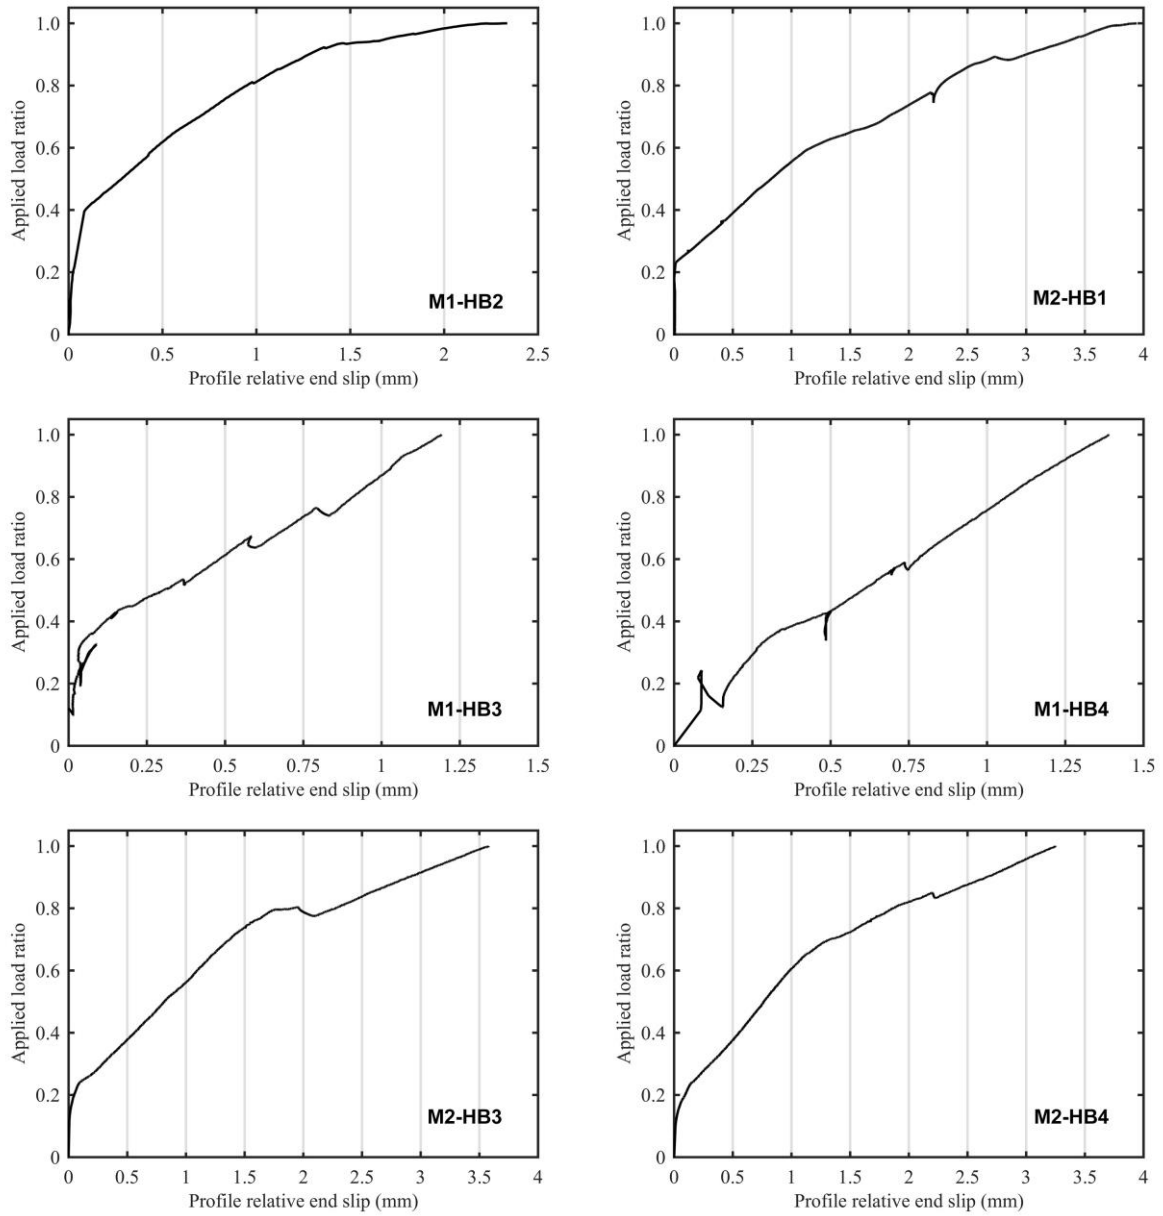 1.0
0.8
0.6
0.4
0.2
0
Applied load ratio
M1-HB2
0 0.5 1 1.5 2 2.5
Profile relative end slip (mm)
1.0
0.8
0.6
0.4
0.2
0
Applied load ratio
M2-HB1
0 0.5 1 1.5 2 2.5 3 3.5 4
Profile relative end slip (mm)
1.0
0.8
0.6
0.4
0.2
0
Applied load ratio
M1-HB3
0 0.25 0.5 0.75 1 1.25 1.5
Profile relative end slip (mm)
1.0
0.8
0.6
0.4
0.2
0
Applied load ratio
M1-HB4
0 0.25 0.5 0.75 1 1.25 1.5
Profile relative end slip (mm)
1.0
0.8
0.6
0.4
0.2
0
Applied load ratio
M2-HB3
0 0.5 1 1.5 2 2.5 3 3.5 4
Profile relative end slip (mm)
1.0
0.8
0.6
0.4
0.2
0
Applied load ratio
M2-HB4
0 0.5 1 1.5 2 2.5 3 3.5 4
Profile relative end slip (mm)